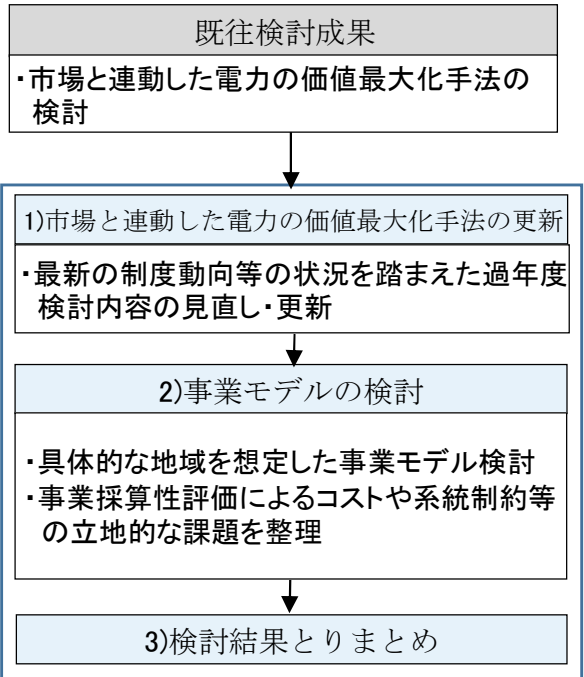 既往検討成果
・市場と連動した電力の価値最大化手法の
検討
1)市場と連動した電力の価値最大化手法の更新
・最新の制度動向等の状況を踏まえた過年度
検討内容の見直し・更新
2)事業モデルの検討
・具体的な地域を想定した事業モデル検討
・事業採算性評価によるコストや系統制約等
の立地的な課題を整理
3)検討結果とりまとめ